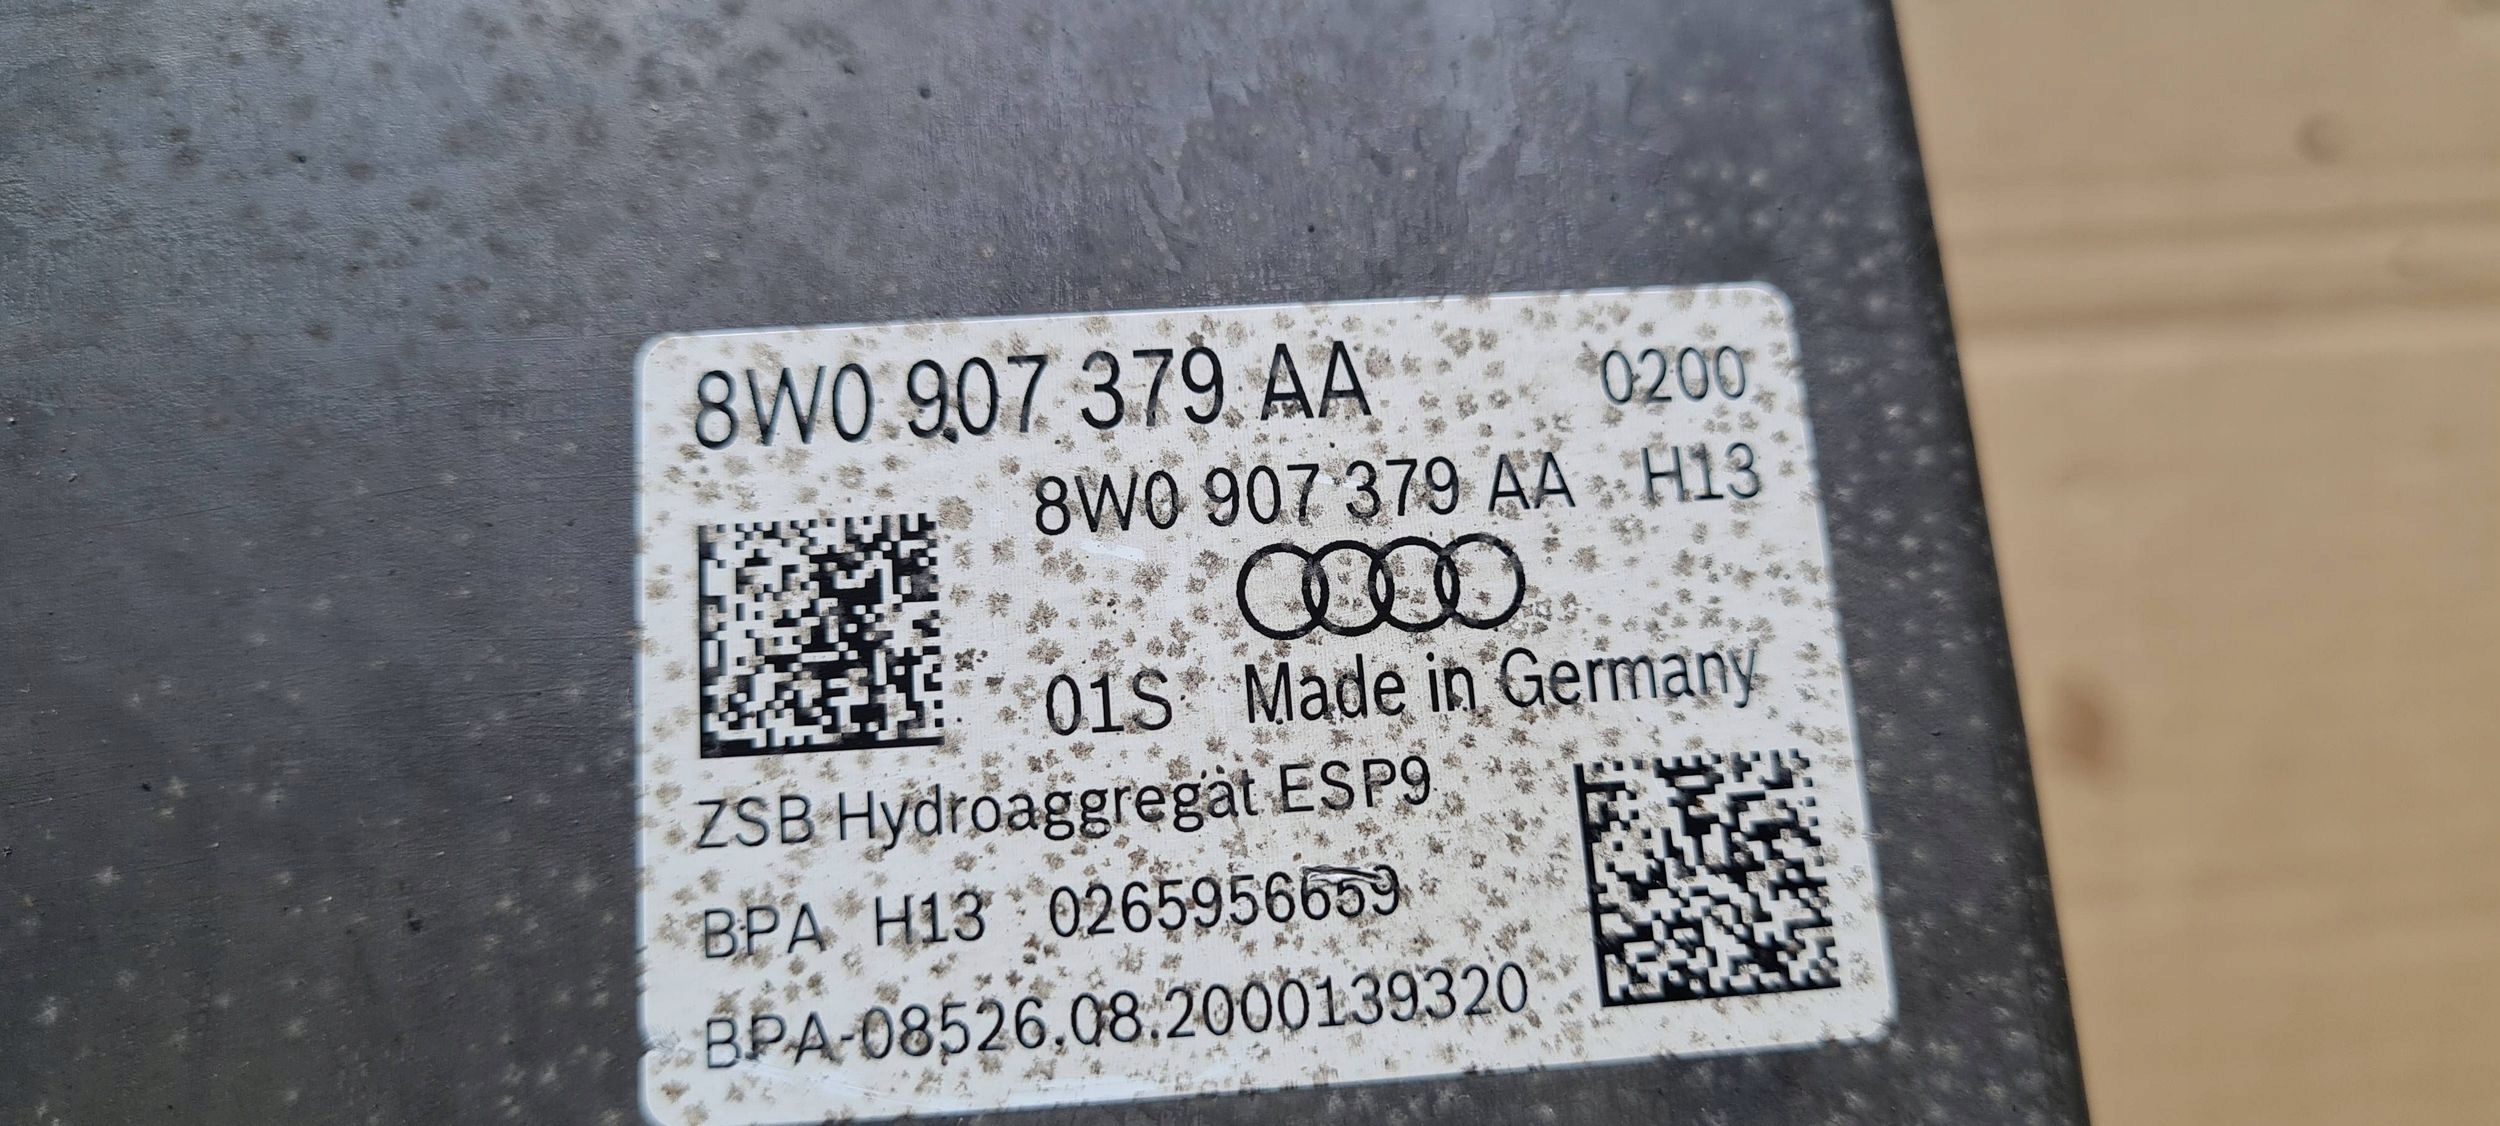 8W0 907 379 AA 0200
8W0 907 379 AA H13
01S Made in Germany
ZSB Hydroaggregat ESP9
BPA H13 0265956659
BPA-08526.08.2000139320